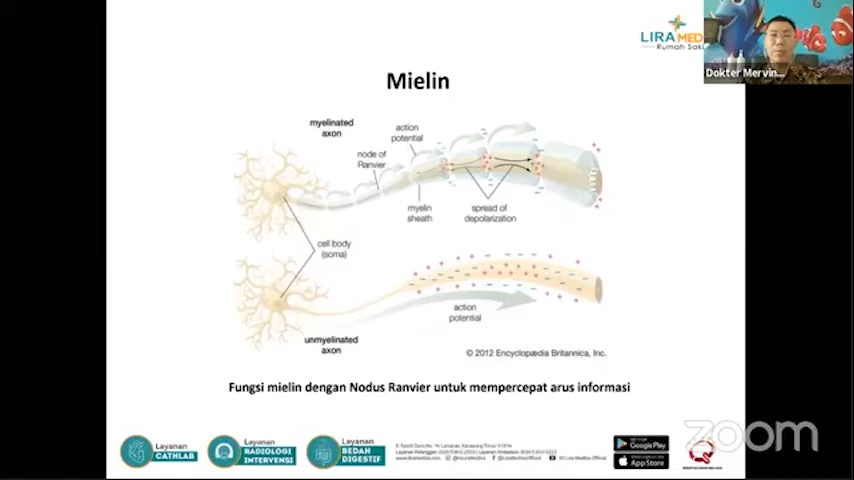 LIRA MED
Rumah Saki
Dokter Mervin...
Mielin
myelinated
axon
action
potential
node of
Ranvier
myelin
sheath
spread of
depolarization
cell body
(soma)
action
potential
unmyelinated
axon
© 2012 Encyclopædia Britannica, Inc.
Fungsi mielin dengan Nodus Ranvier untuk mempercepat arus informasi
Layanan
CATHLAB
Layanan
RADIOLOGI
INTERVENSI
Layanan
BEDAH
DIGESTIF
Google Play
App Store
zoom